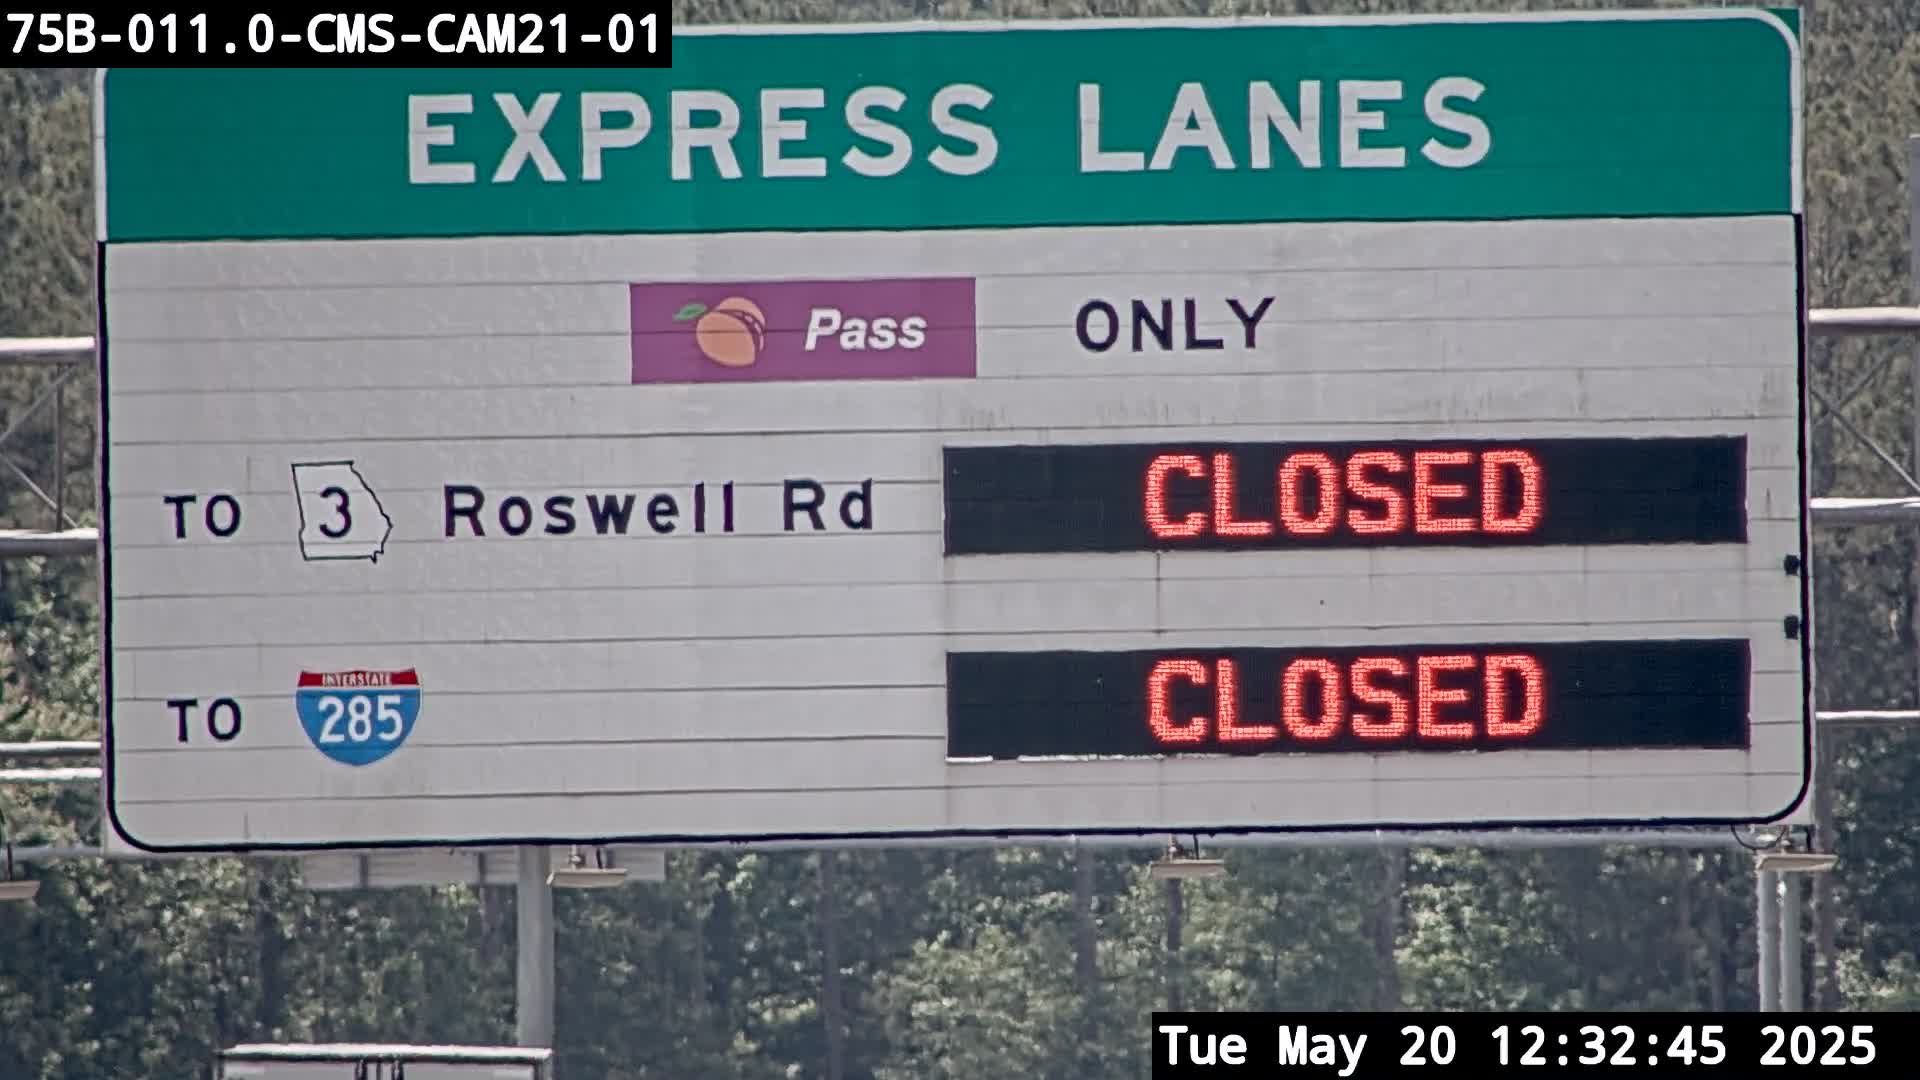 75B-011.0-CMS-CAM21-01
EXPRESS LANES
Pass ONLY
TO 3 Roswell Rd CLOSED
INTERSTATE
TO 285 CLOSED
Tue May 20 12:32:45 2025